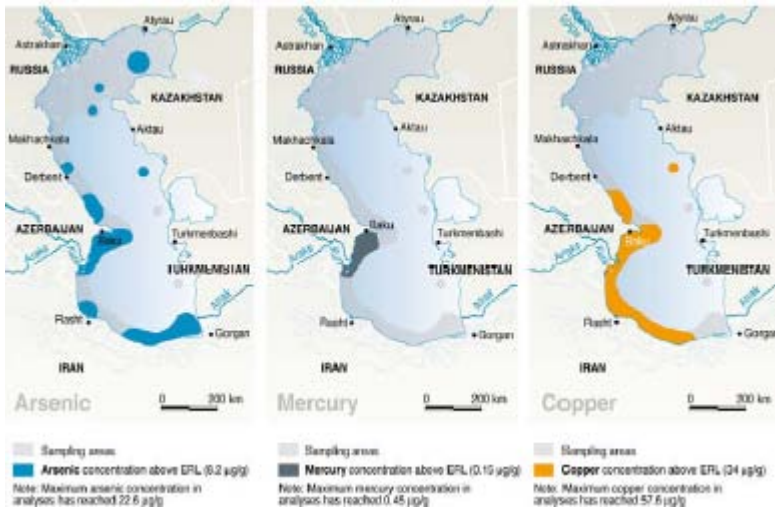 Atyrau
Astrakhan
RUSSIA
KAZAKHSTAN
Aktau
Makhachkala
Derbent
AZERBAIJAN
Baku
Turkmenbashi
TURKMENISTAN
Rasht
Gorgan
IRAN
Arsenic
0 200 km
Sampling areas
Arsenic concentration above ERL (8.2 µg/g)
Note: Maximum arsenic concentration in
analyses has reached 22.6 µg/g
Atyrau
Astrakhan
RUSSIA
KAZAKHSTAN
Aktau
Makhachkala
Derbent
AZERBAIJAN
Baku
Turkmenbashi
TURKMENISTAN
Rasht
Gorgan
IRAN
Mercury
0 200 km
Sampling areas
Mercury concentration above ERL (0.15 µg/g)
Note: Maximum mercury concentration in
analyses has reached 0.45 µg/g
Atyrau
Astrakhan
RUSSIA
KAZAKHSTAN
Aktau
Makhachkala
Derbent
AZERBAIJAN
Baku
Turkmenbashi
TURKMENISTAN
Rasht
Gorgan
IRAN
Copper
0 200 km
Sampling areas
Copper concentration above ERL (34 µg/g)
Note: Maximum copper concentration in
analyses has reached 57.6 µg/g